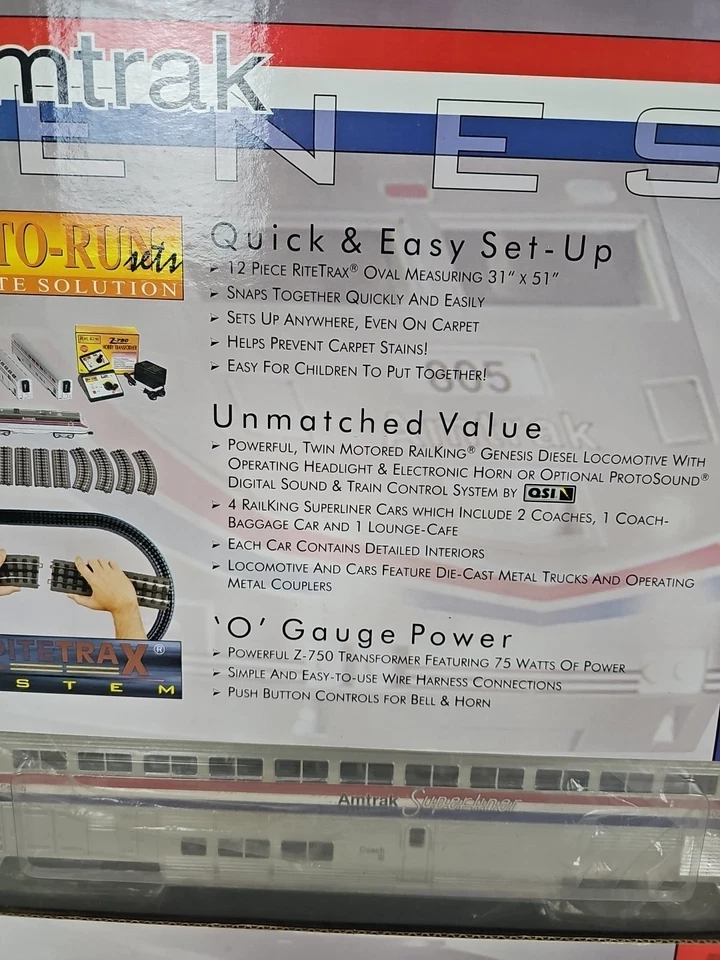 mtrak
ENES
TO-RUN sets
TE SOLUTION
Z-750
Quick & Easy Set-Up
➢ 12 PIECE RITETRAX® OVAL MEASURING 31" X 51"
➢ SNAPS TOGETHER QUICKLY AND EASILY
➢ SETS UP ANYWHERE, EVEN ON CARPET
➢ HELPS PREVENT CARPET STAINS!
➢ EASY FOR CHILDREN TO PUT TOGETHER!
805
Amtrak
Unmatched Value
➢ POWERFUL, TWIN MOTORED RAILKING® GENESIS DIESEL LOCOMOTIVE WITH
OPERATING HEADLIGHT & ELECTRONIC HORN OR OPTIONAL PROTOSOUND®
DIGITAL SOUND & TRAIN CONTROL SYSTEM BY QSI
➢ 4 RAILKING SUPERLINER CARS WHICH INCLUDE 2 COACHES, 1 COACH-
BAGGAGE CAR AND 1 LOUNGE-CAFE
➢ EACH CAR CONTAINS DETAILED INTERIORS
➢ LOCOMOTIVE AND CARS FEATURE DIE-CAST METAL TRUCKS AND OPERATING
METAL COUPLERS
RITETRAX®
STEM
'O' Gauge Power
➢ POWERFUL Z-750 TRANSFORMER FEATURING 75 WATTS OF POWER
➢ SIMPLE AND EASY-TO-USE WIRE HARNESS CONNECTIONS
➢ PUSH BUTTON CONTROLS FOR BELL & HORN
Amtrak Superliner
Coach